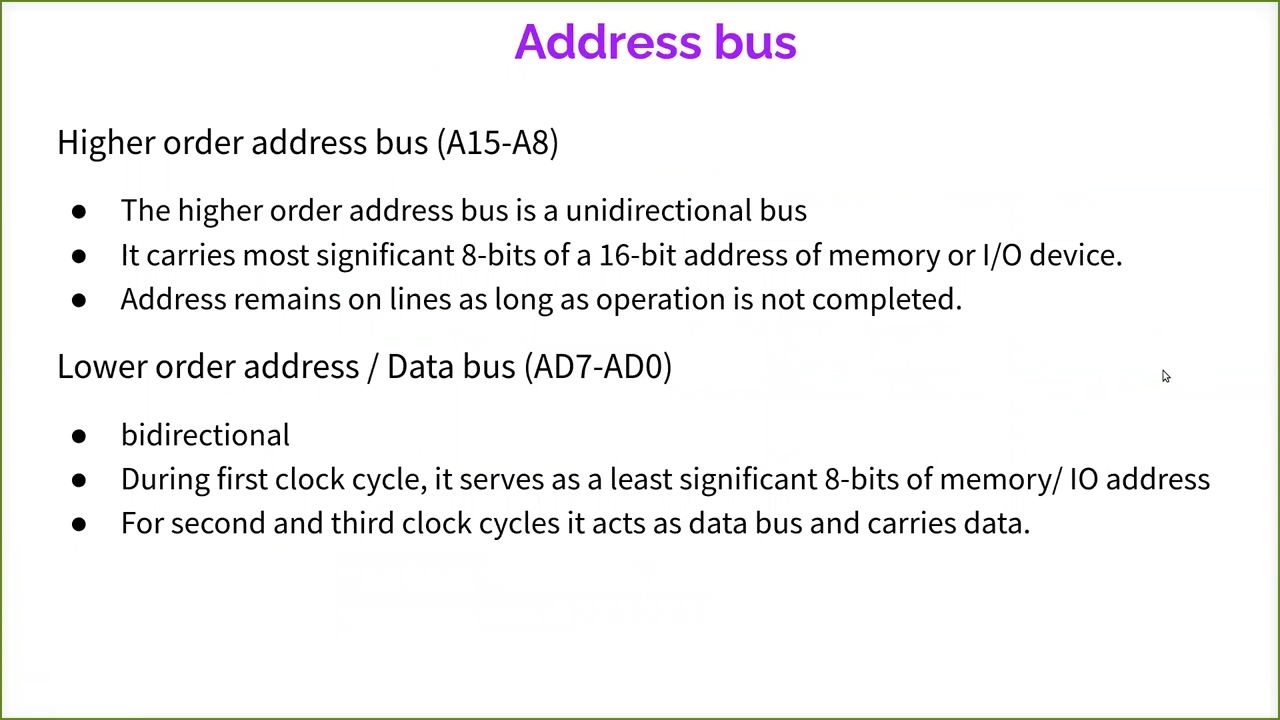 Address bus
Higher order address bus (A15-A8)
● The higher order address bus is a unidirectional bus
● It carries most significant 8-bits of a 16-bit address of memory or I/O device.
● Address remains on lines as long as operation is not completed.
Lower order address / Data bus (AD7-AD0)
● bidirectional
● During first clock cycle, it serves as a least significant 8-bits of memory/ IO address
● For second and third clock cycles it acts as data bus and carries data.